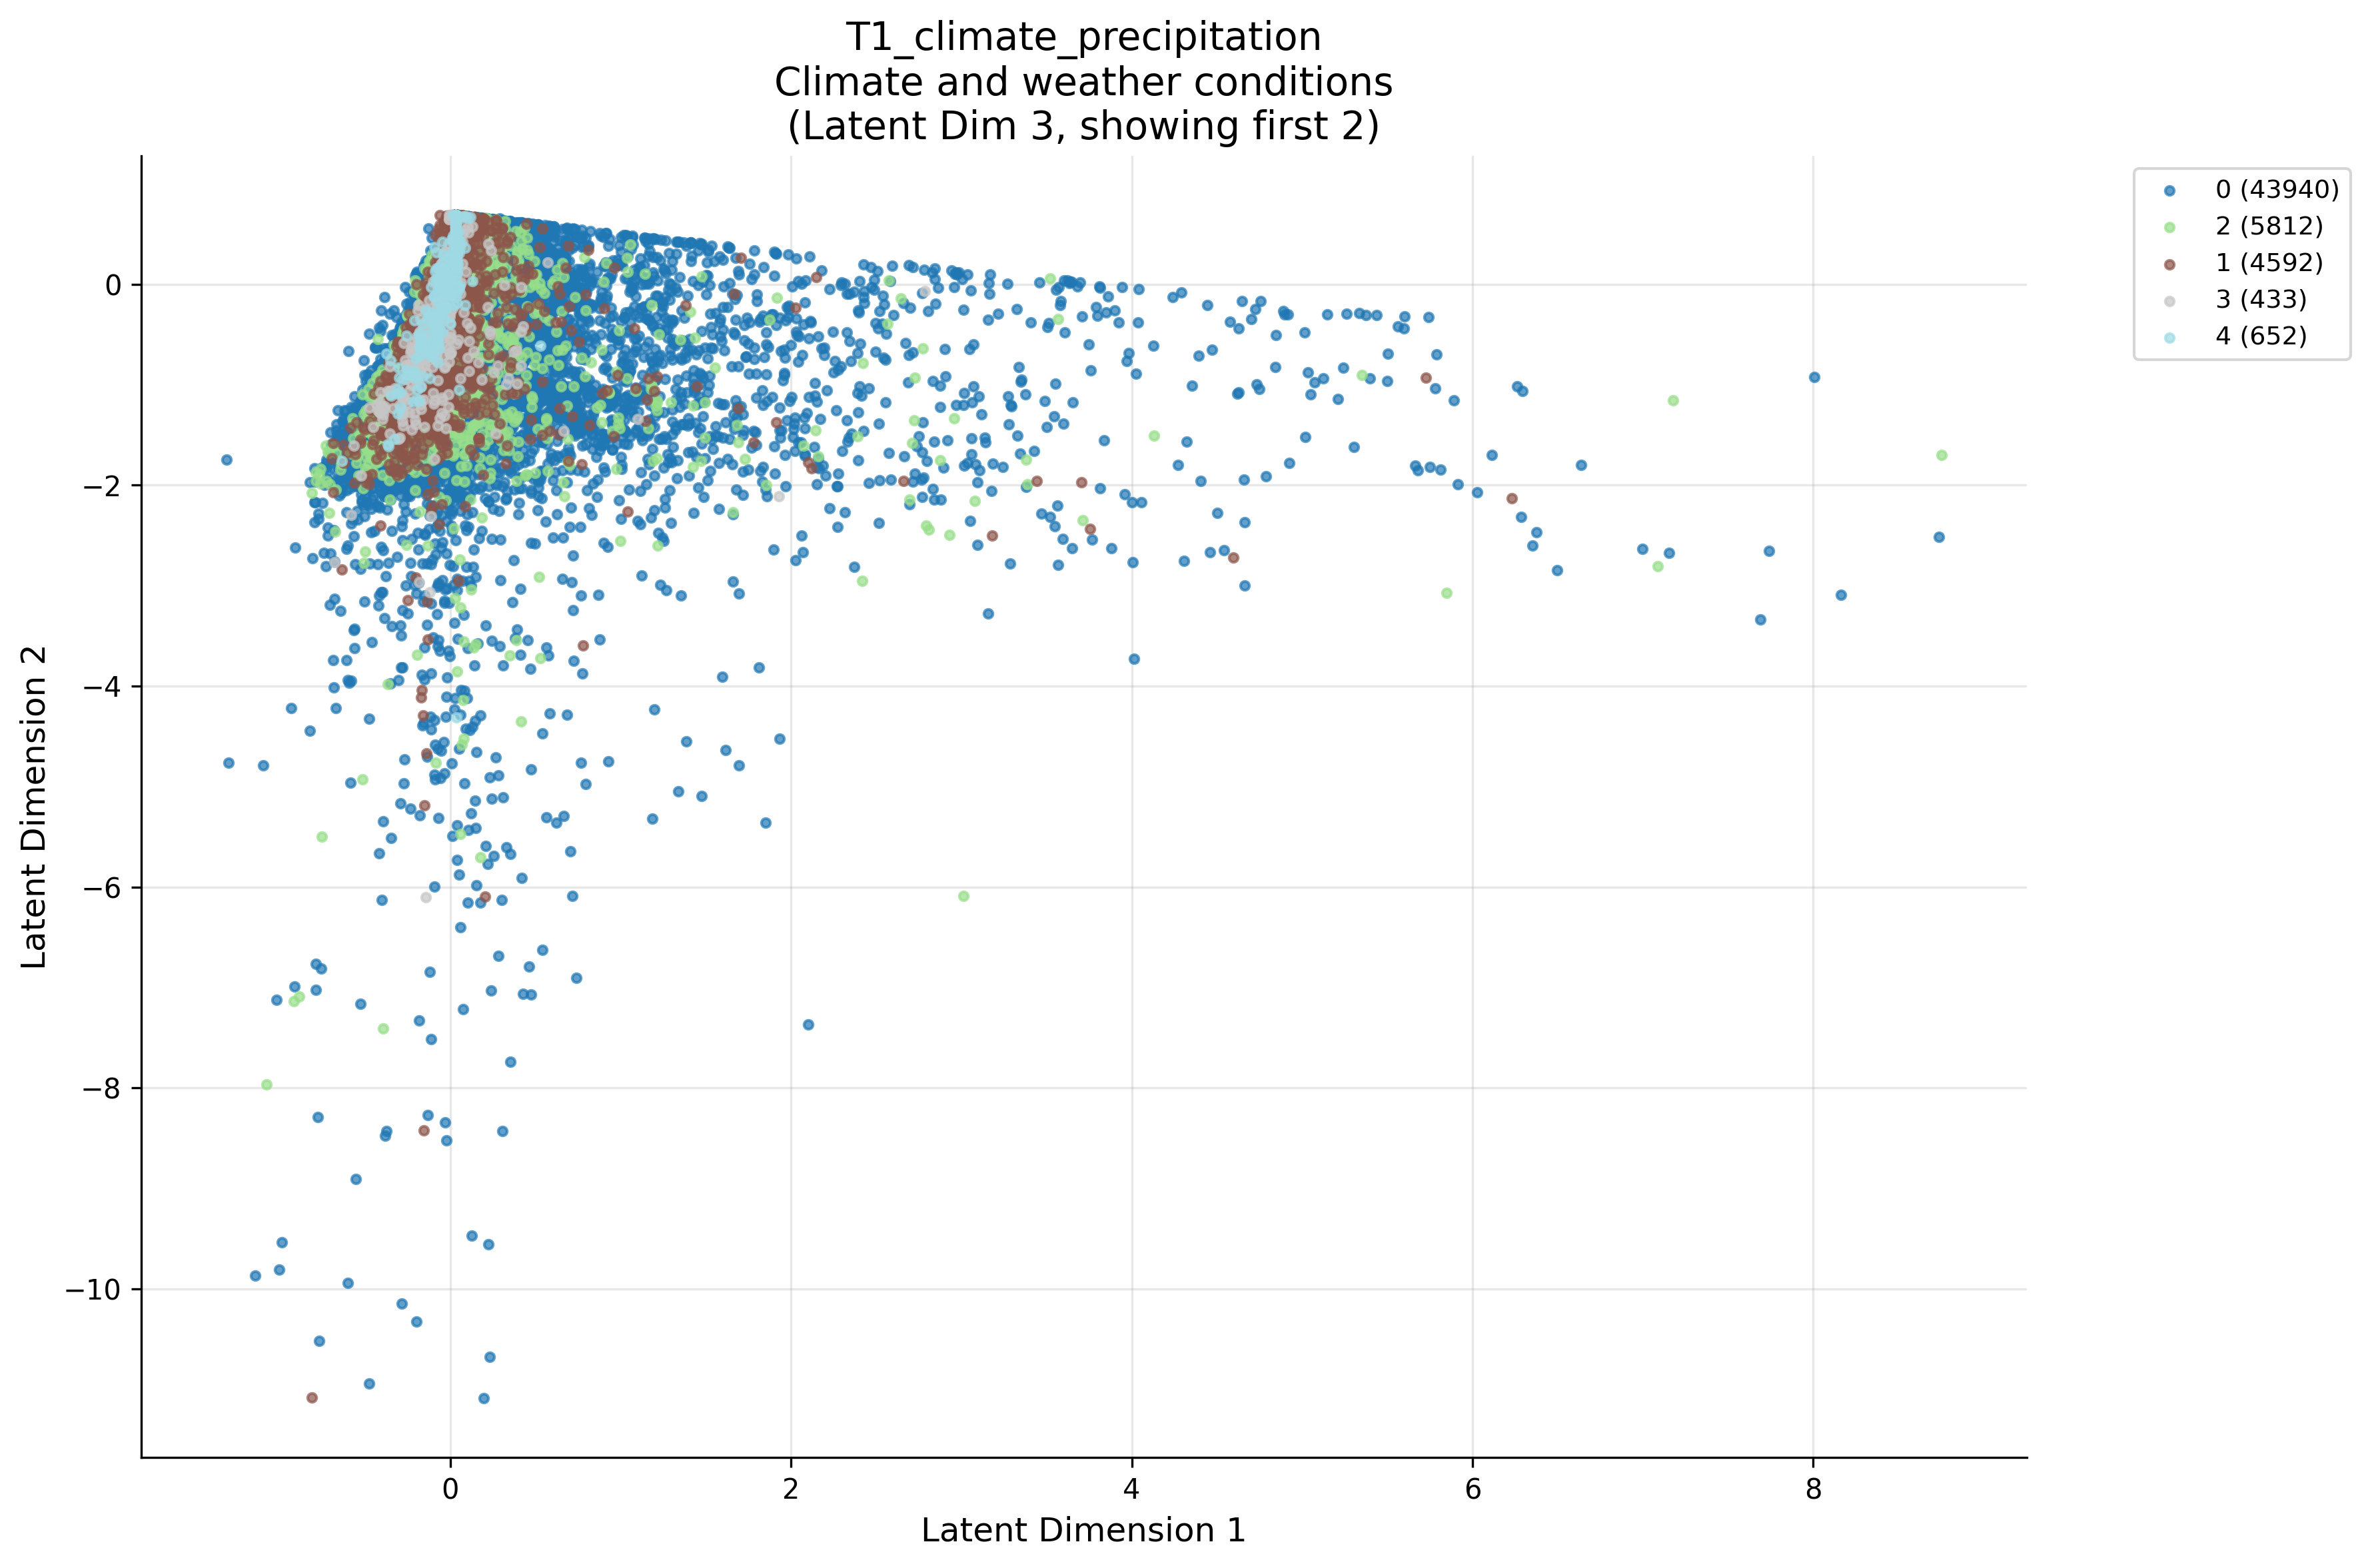 T1_climate_precipitation
Climate and weather conditions
(Latent Dim 3, showing first 2)
0 (43940)
2 (5812)
1 (4592)
3 (433)
4 (652)
Latent Dimension 2
0
−2
−4
−6
−8
−10
0 2 4 6 8
Latent Dimension 1